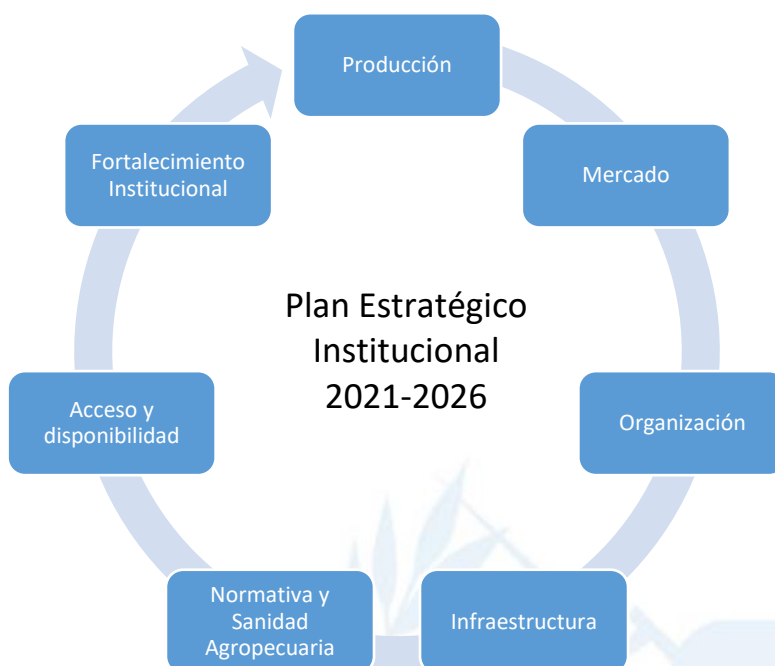 Producción
Mercado
Organización
Infraestructura
Normativa y
Sanidad
Agropecuaria
Acceso y
disponibilidad
Fortalecimiento
Institucional
Plan Estratégico
Institucional
2021-2026